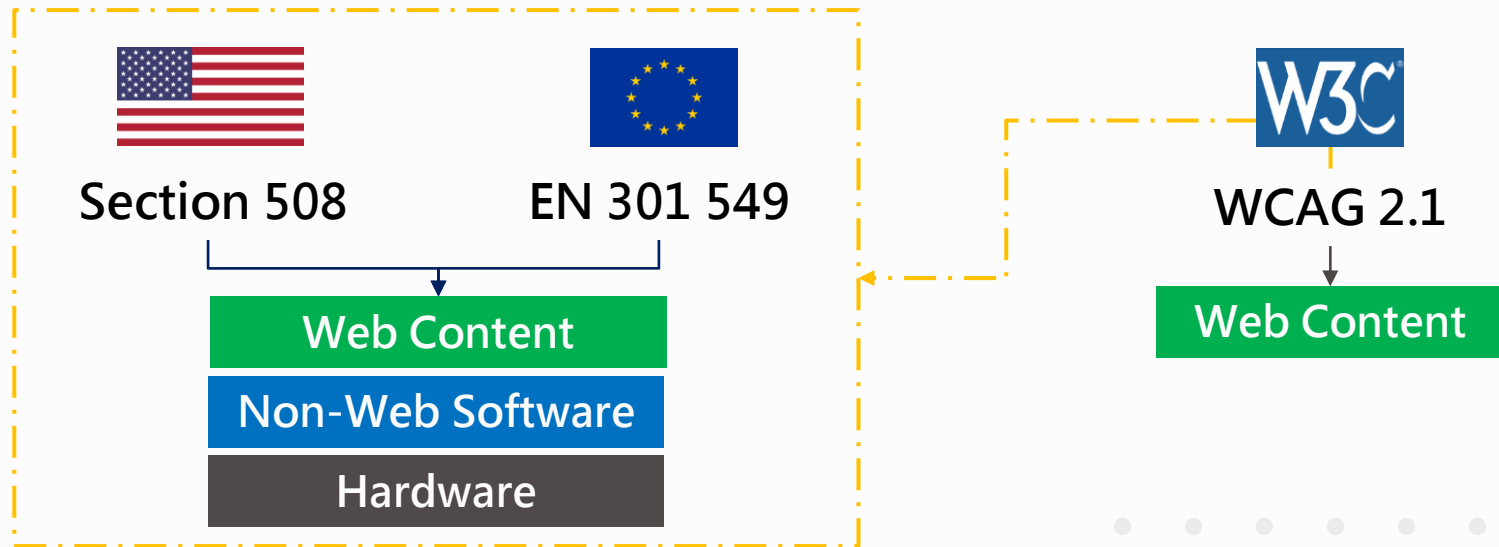 W3C®
Section 508
EN 301 549
WCAG 2.1
Web Content
Web Content
Non-Web Software
Hardware